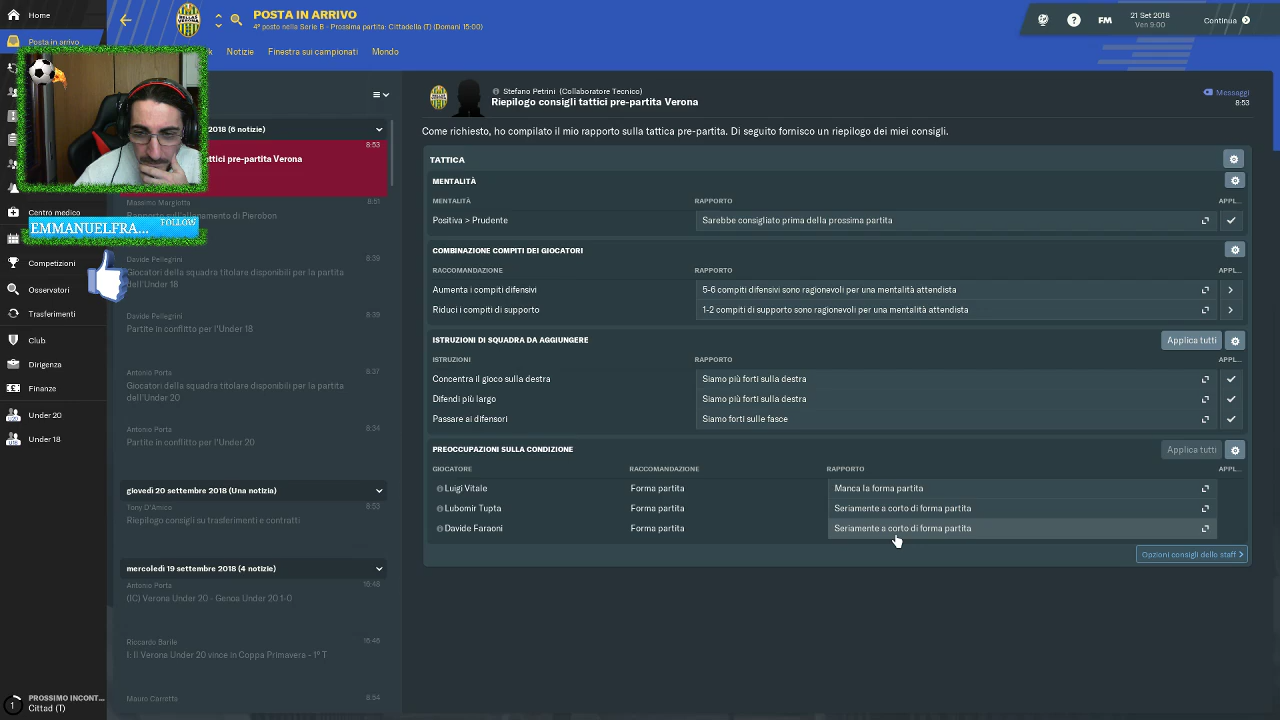 Home
Posta in arrivo
POSTA IN ARRIVO
4° posto nella Serie B - Prossima partita: Cittadella (T) (Domani 15:00)
FM
21 Set 2018
Ven 9:00
Continua
Notizie
Finestra sui campionati
Mondo
HELLAS VERONA
EMMANUELFRA...
FOLLOW
Centro medico
Competizioni
Osservatori
Trasferimenti
Club
Dirigenza
Finanze
Under 20
Under 18
PROSSIMO INCONT...
1
Cittad (T)
2018 (6 notizie)
8:53
ttici pre-partita Verona
Massimo Margiotta
8:51
Rapporto sull'allenamento di Pierobon
Davide Pellegrini
8:39
Giocatori della squadra titolare disponibili per la partita
dell'Under 18
Davide Pellegrini
8:39
Partite in conflitto per l'Under 18
Antonio Porta
8:37
Giocatori della squadra titolare disponibili per la partita
dell'Under 20
Antonio Porta
8:34
Partite in conflitto per l'Under 20
giovedì 20 settembre 2018 (Una notizia)
Tony D'Amico
8:53
Riepilogo consigli su trasferimenti e contratti
mercoledì 19 settembre 2018 (4 notizie)
Antonio Porta
16:48
(IC) Verona Under 20 - Genoa Under 20 1-0
Riccardo Barile
16:46
I: Il Verona Under 20 vince in Coppa Primavera - 1° T
Mauro Carretta
8:54
Stefano Petrini (Collaboratore Tecnico)
Riepilogo consigli tattici pre-partita Verona
Messaggi
8:53
Come richiesto, ho compilato il mio rapporto sulla tattica pre-partita. Di seguito fornisco un riepilogo dei miei consigli.
TATTICA
MENTALITÀ
MENTALITÀ
RAPPORTO
APPL...
Positiva > Prudente
Sarebbe consigliato prima della prossima partita
COMBINAZIONE COMPITI DEI GIOCATORI
RACCOMANDAZIONE
RAPPORTO
APPL...
Aumenta i compiti difensivi
5-6 compiti difensivi sono ragionevoli per una mentalità attendista
Riduci i compiti di supporto
1-2 compiti di supporto sono ragionevoli per una mentalità attendista
ISTRUZIONI DI SQUADRA DA AGGIUNGERE
Applica tutti
ISTRUZIONI
RAPPORTO
APPL...
Concentra il gioco sulla destra
Siamo più forti sulla destra
Difendi più largo
Siamo più forti sulla destra
Passare ai difensori
Siamo forti sulle fasce
PREOCCUPAZIONI SULLA CONDIZIONE
Applica tutti
GIOCATORE
RACCOMANDAZIONE
RAPPORTO
APPL...
Luigi Vitale
Forma partita
Manca la forma partita
Lubomir Tupta
Forma partita
Seriamente a corto di forma partita
Davide Faraoni
Forma partita
Seriamente a corto di forma partita
Opzioni consigli dello staff